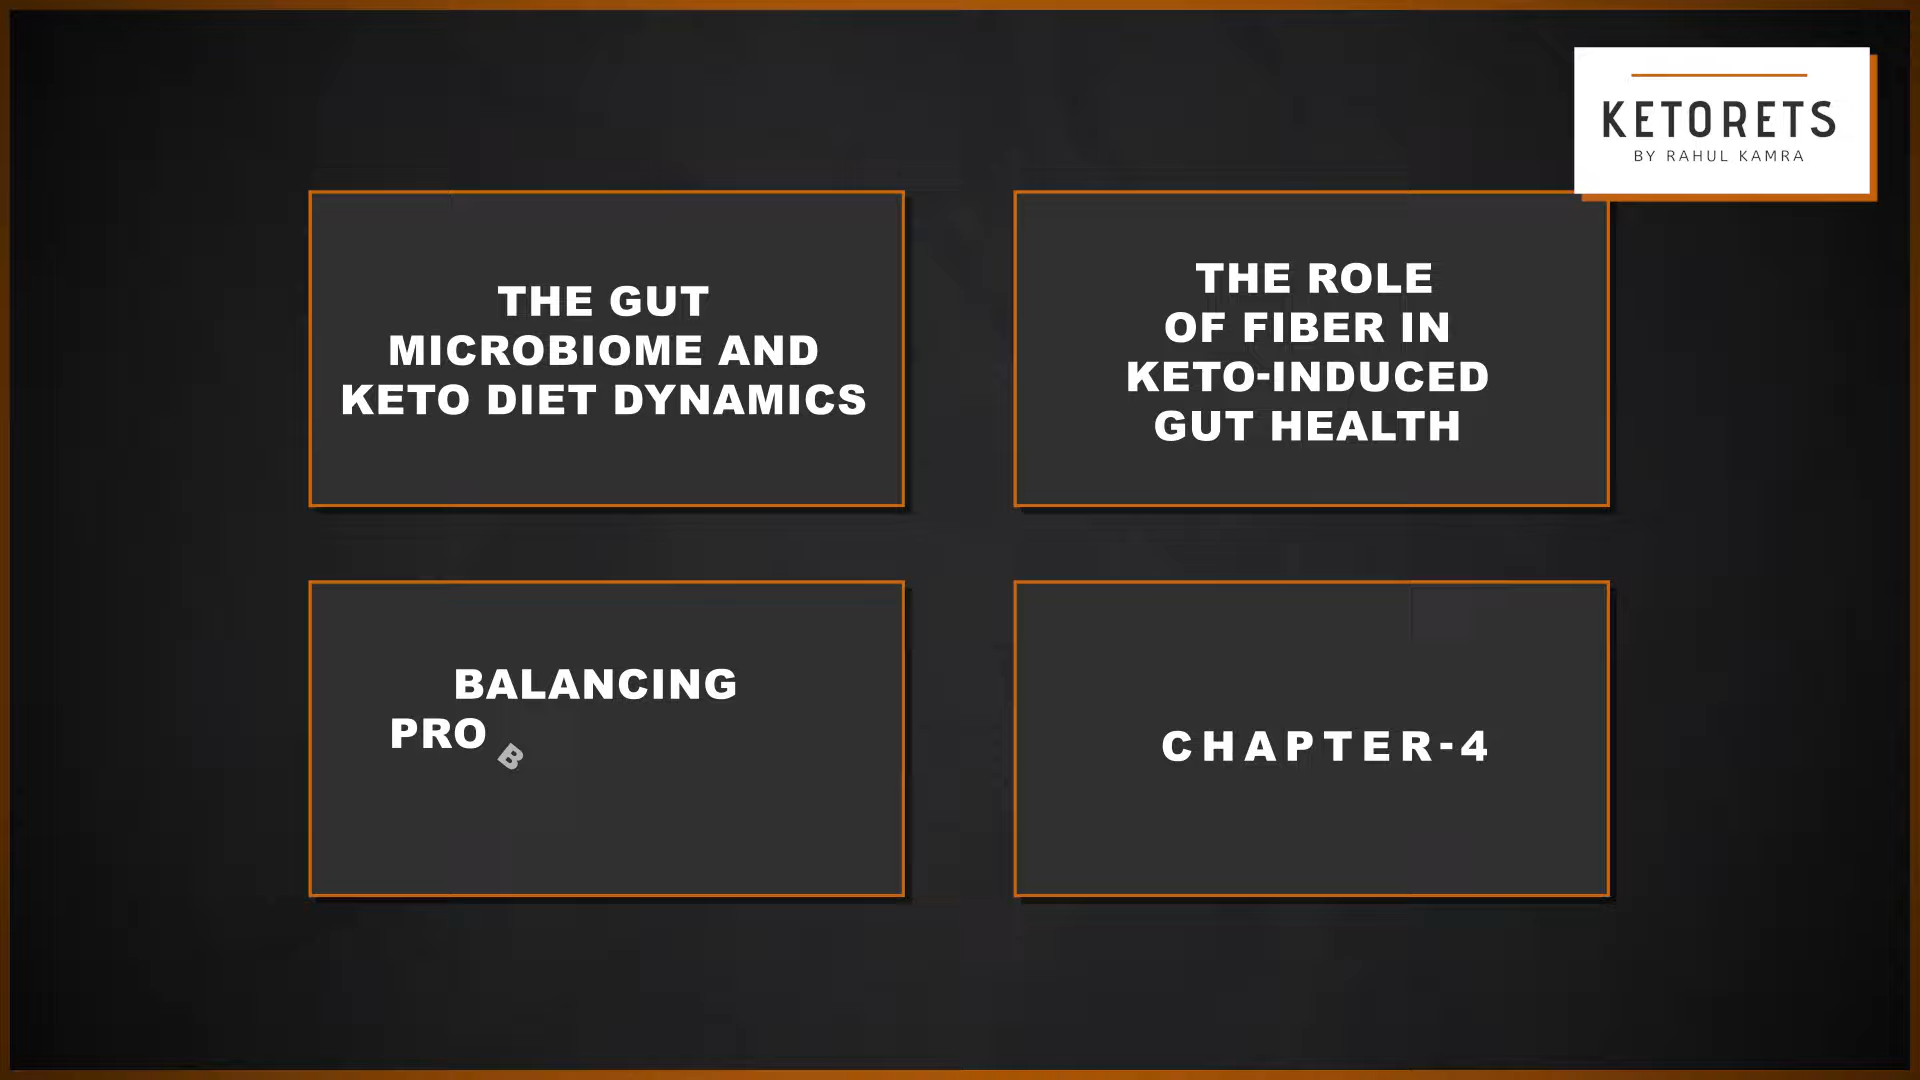 KETORETS
BY RAHUL KAMRA
THE GUT
MICROBIOME AND
KETO DIET DYNAMICS
THE ROLE
OF FIBER IN
KETO-INDUCED
GUT HEALTH
BALANCING
PROB
CHAPTER-4